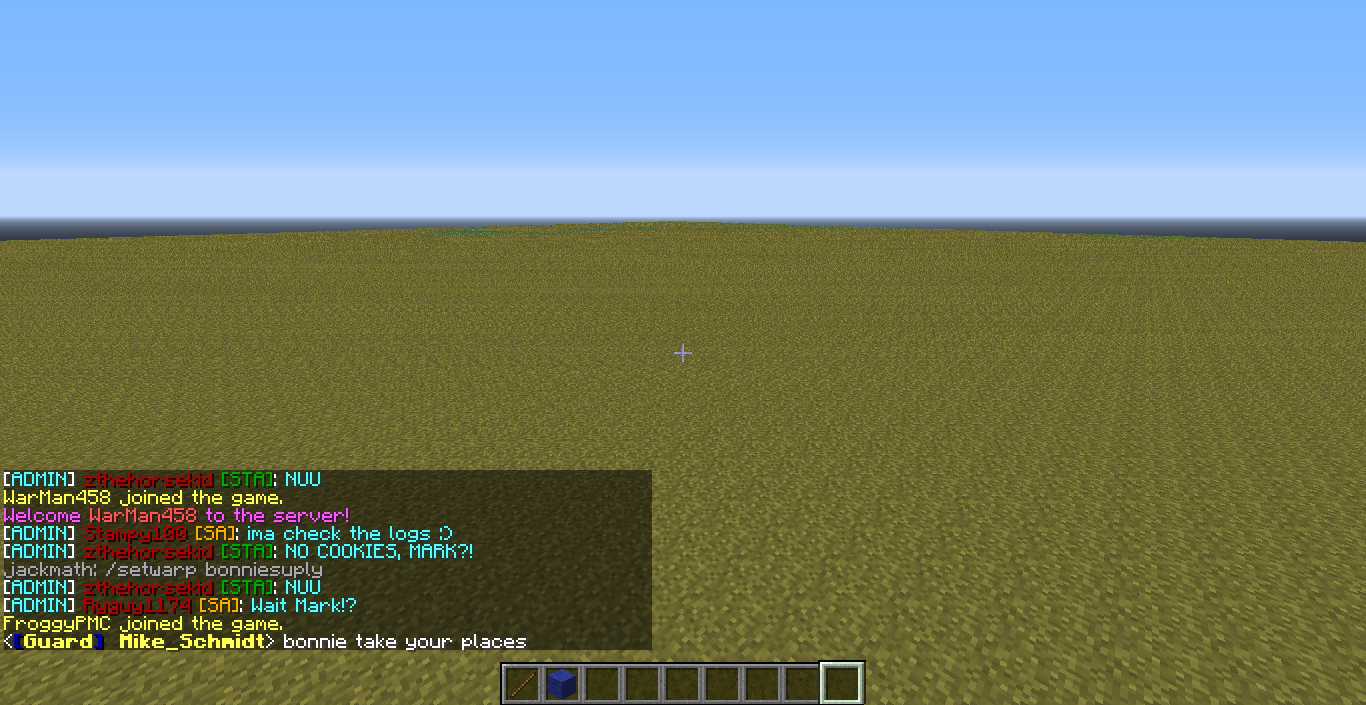 [ADMIN] zthehorsekid [STA]: NUU
WarMan458 joined the game.
Welcome WarMan458 to the server!
[ADMIN] Stampy100 [SA]: ima check the logs :)
[ADMIN] zthehorsekid [STA]: NO COOKIES, MARK?!
jackmath: /setwarp bonniesuply
[ADMIN] zthehorsekid [STA]: NUU
[ADMIN] Ryguy1174 [SA]: Wait Mark!?
FroggyPMC joined the game.
<[Guard] Mike_Schmidt> bonnie take your places